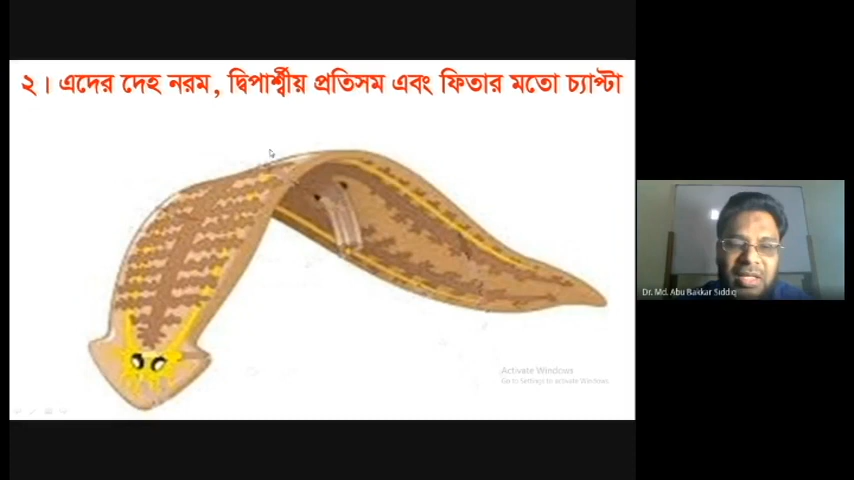 ২। এদের দেহ নরম, দ্বিপার্শ্বীয় প্রতিসম এবং ফিতার মতো চ্যাপ্টা
Activate Windows
Go to Settings to activate Windows
Dr. Md. Abu Bakkar Siddiq